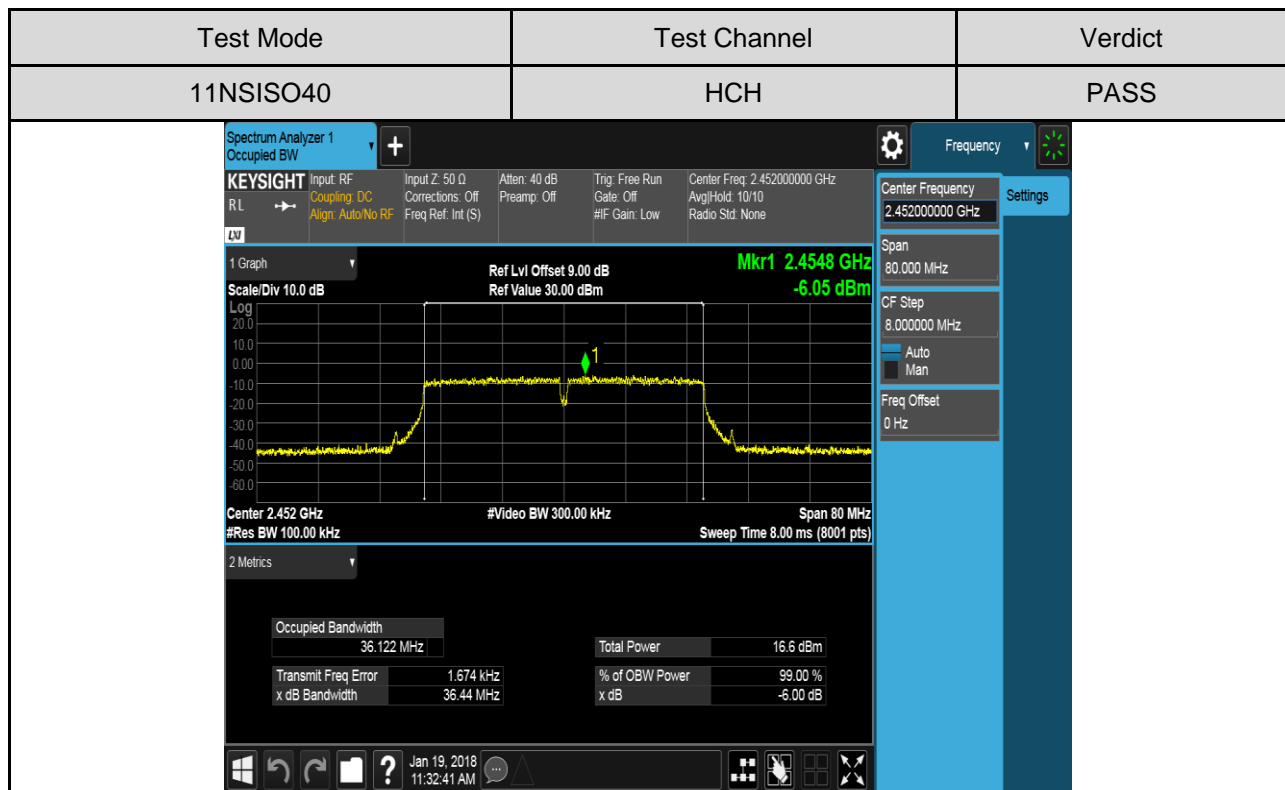 Test Mode Test Channel Verdict
11NSISO40 HCH PASS
Spectrum Analyzer 1
Occupied BW
+
Frequency
KEYSIGHT Input: RF Input Z: 50 Ω Atten: 40 dB Trig: Free Run Center Freq: 2.452000000 GHz
RL Coupling: DC Corrections: Off Preamp: Off Gate: Off Avg|Hold: 10/10
Align: Auto/No RF Freq Ref: Int (S) #IF Gain: Low Radio Std: None
LXI
Center Frequency
2.452000000 GHz
Settings
Span
80.000 MHz
CF Step
8.000000 MHz
Auto
Man
Freq Offset
0 Hz
1 Graph Ref Lvl Offset 9.00 dB Mkr1 2.4548 GHz
Scale/Div 10.0 dB Ref Value 30.00 dBm -6.05 dBm
Log
20.0
10.0
1
0.00
-10.0
-20.0
-30.0
-40.0
-50.0
-60.0
Center 2.452 GHz #Video BW 300.00 kHz Span 80 MHz
#Res BW 100.00 kHz Sweep Time 8.00 ms (8001 pts)
2 Metrics
Occupied Bandwidth
36.122 MHz Total Power 16.6 dBm
Transmit Freq Error 1.674 kHz % of OBW Power 99.00 %
x dB Bandwidth 36.44 MHz x dB -6.00 dB
? Jan 19, 2018
11:32:41 AM